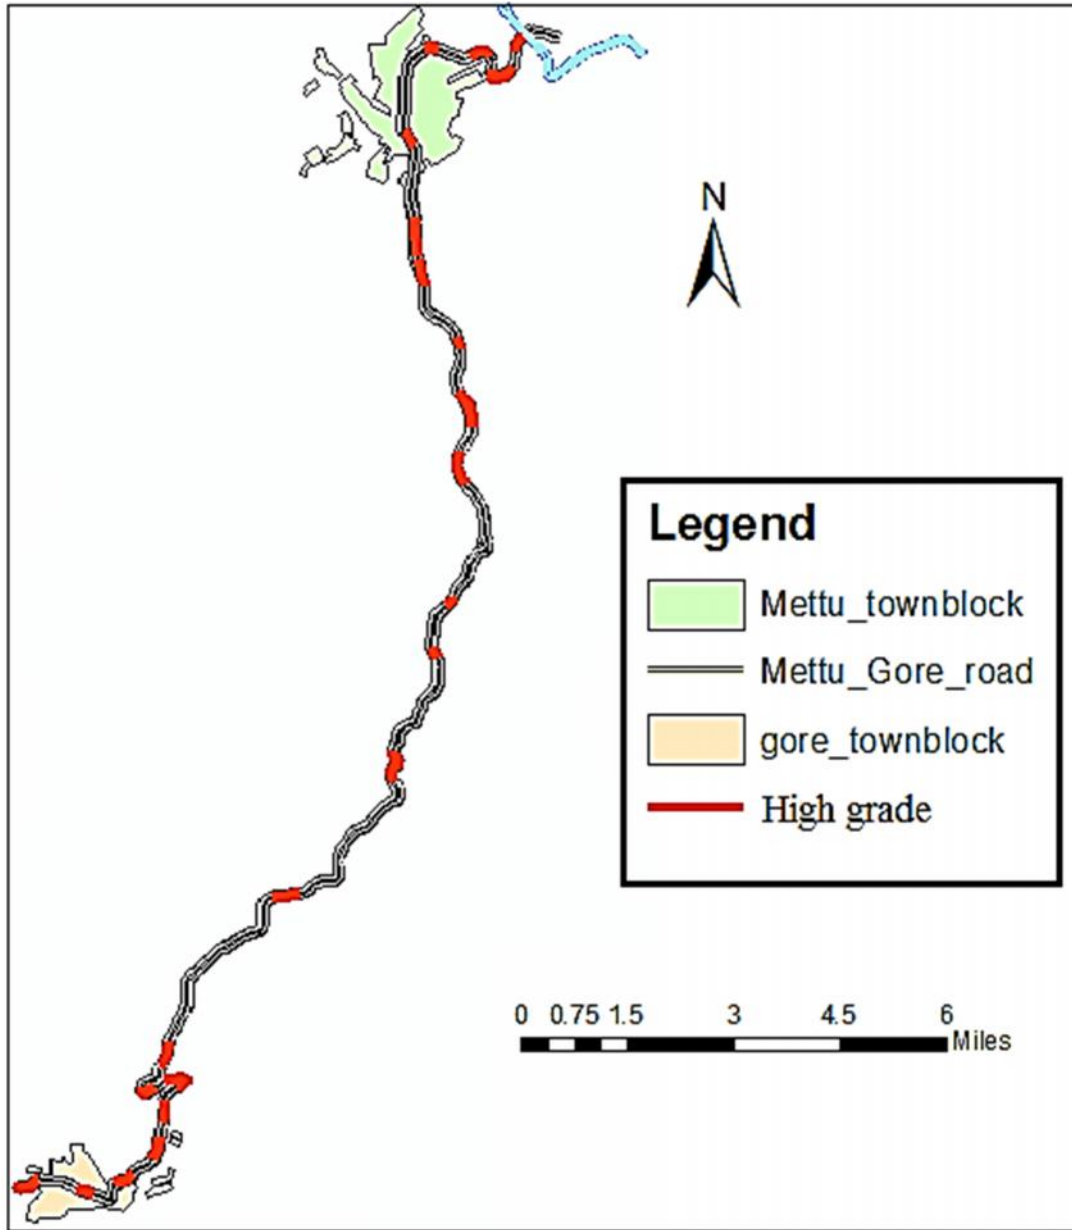 N
Legend
Mettu_townblock
Mettu_Gore_road
gore_townblock
High grade
0 0.75 1.5 3 4.5 6
Miles